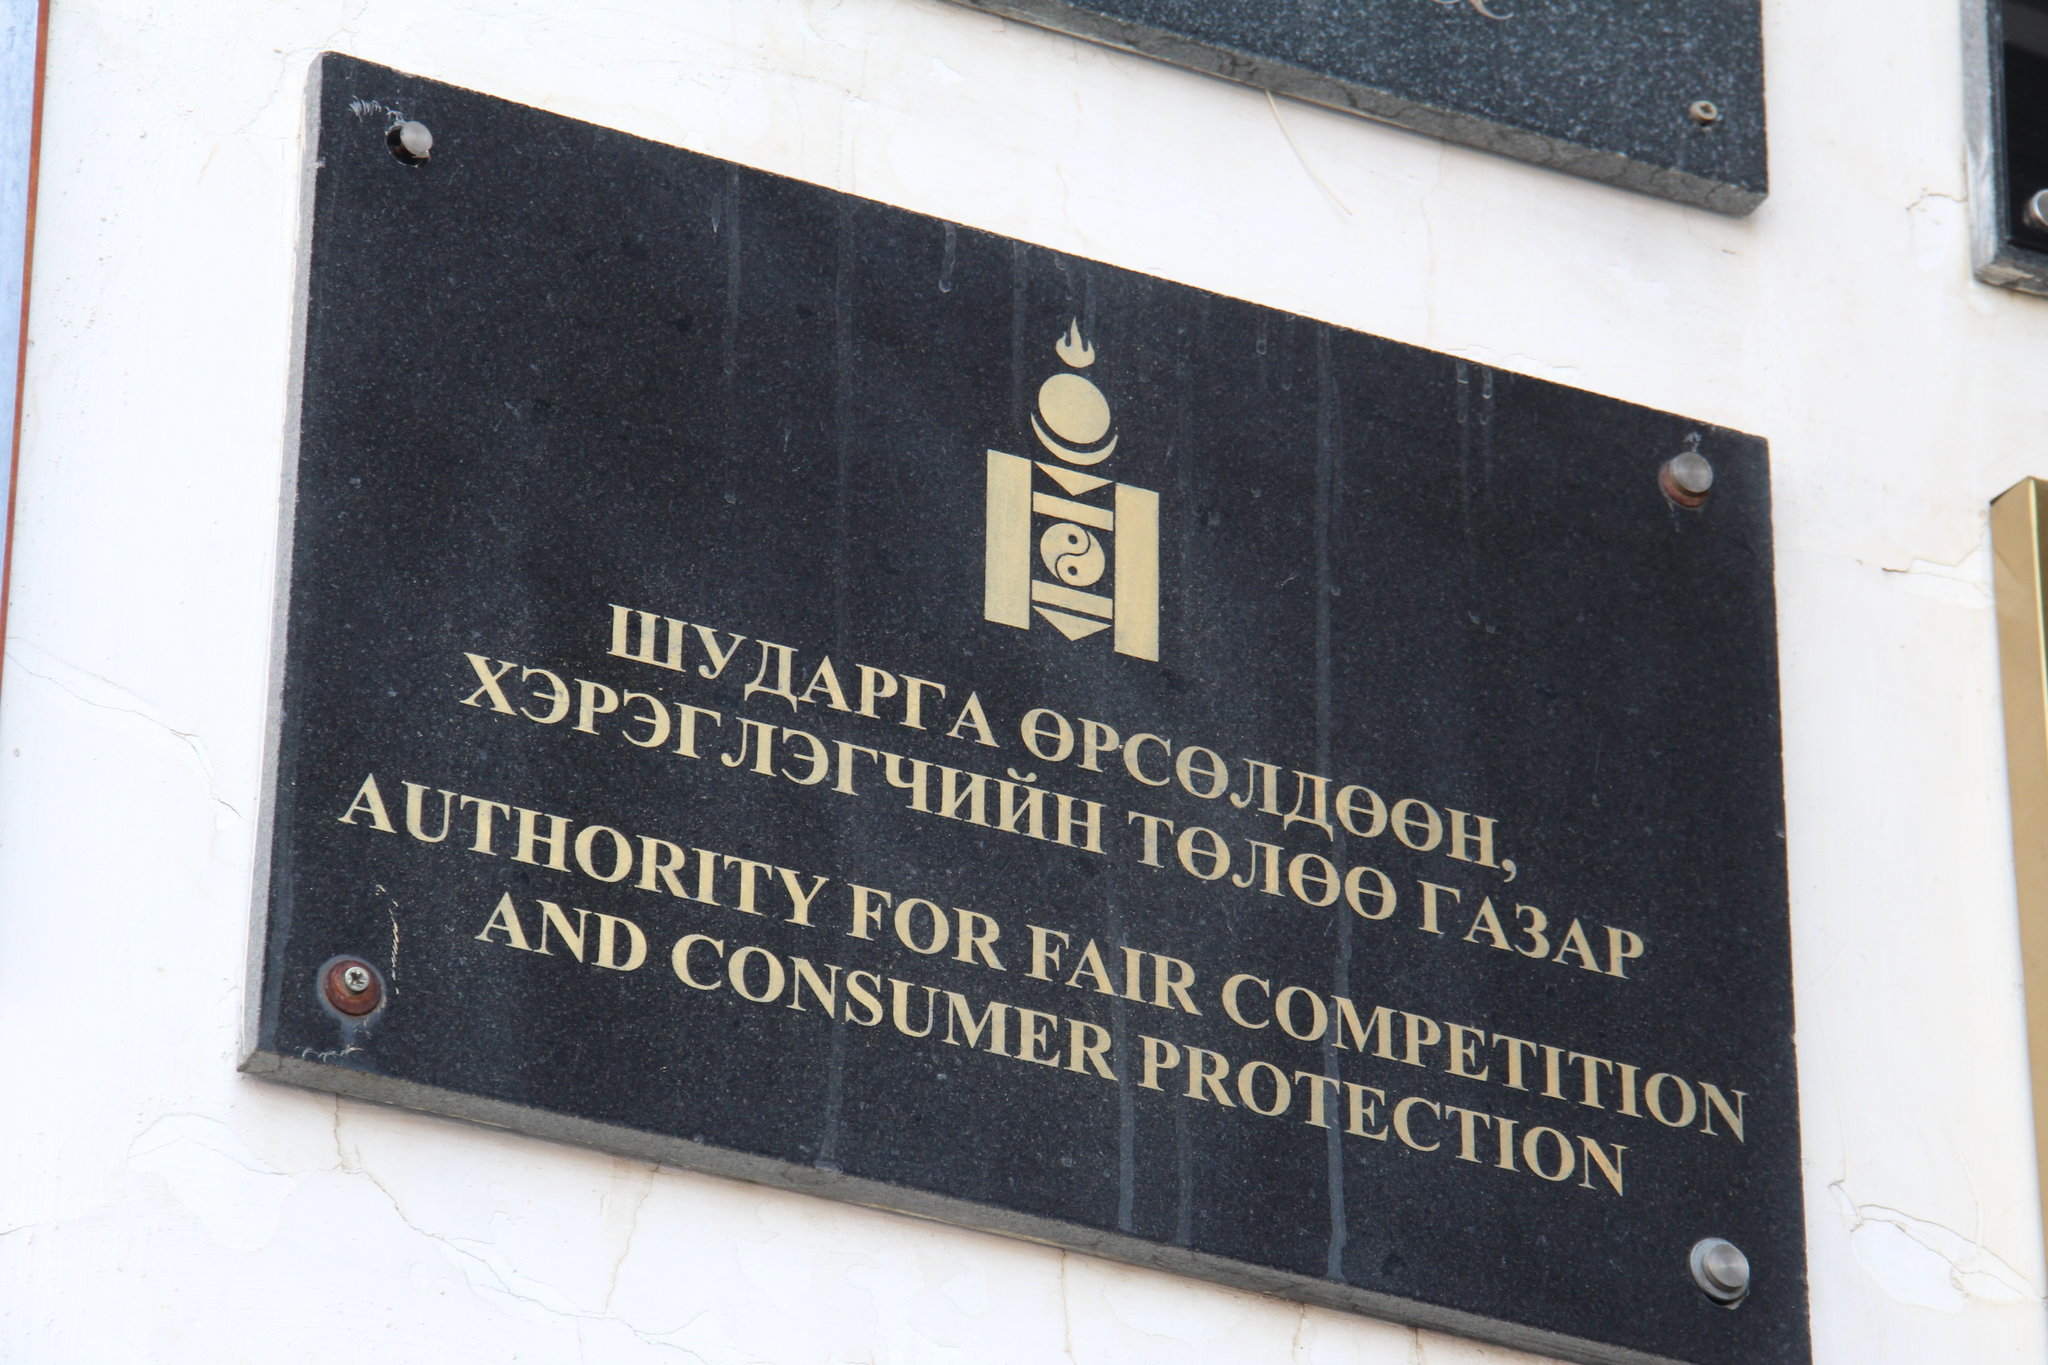 ШУДАРГА ӨРСӨЛДӨӨН,
ХЭРЭГЛЭГЧИЙН ТӨЛӨӨ ГАЗАР
AUTHORITY FOR FAIR COMPETITION
AND CONSUMER PROTECTION